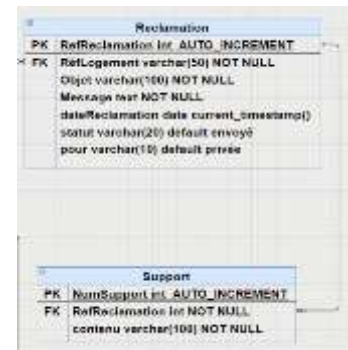 Reclamation
PK RefReclamation int AUTO_INCREMENT
FK RefLogement varchar(50) NOT NULL
Objet varchar(100) NOT NULL
Message text NOT NULL
dateReclamation date current_timestamp()
statut varchar(20) default envoyé
pour varchar(10) default privée
Support
PK NumSupport int AUTO_INCREMENT
FK RefReclamation int NOT NULL
contenu varchar(100) NOT NULL